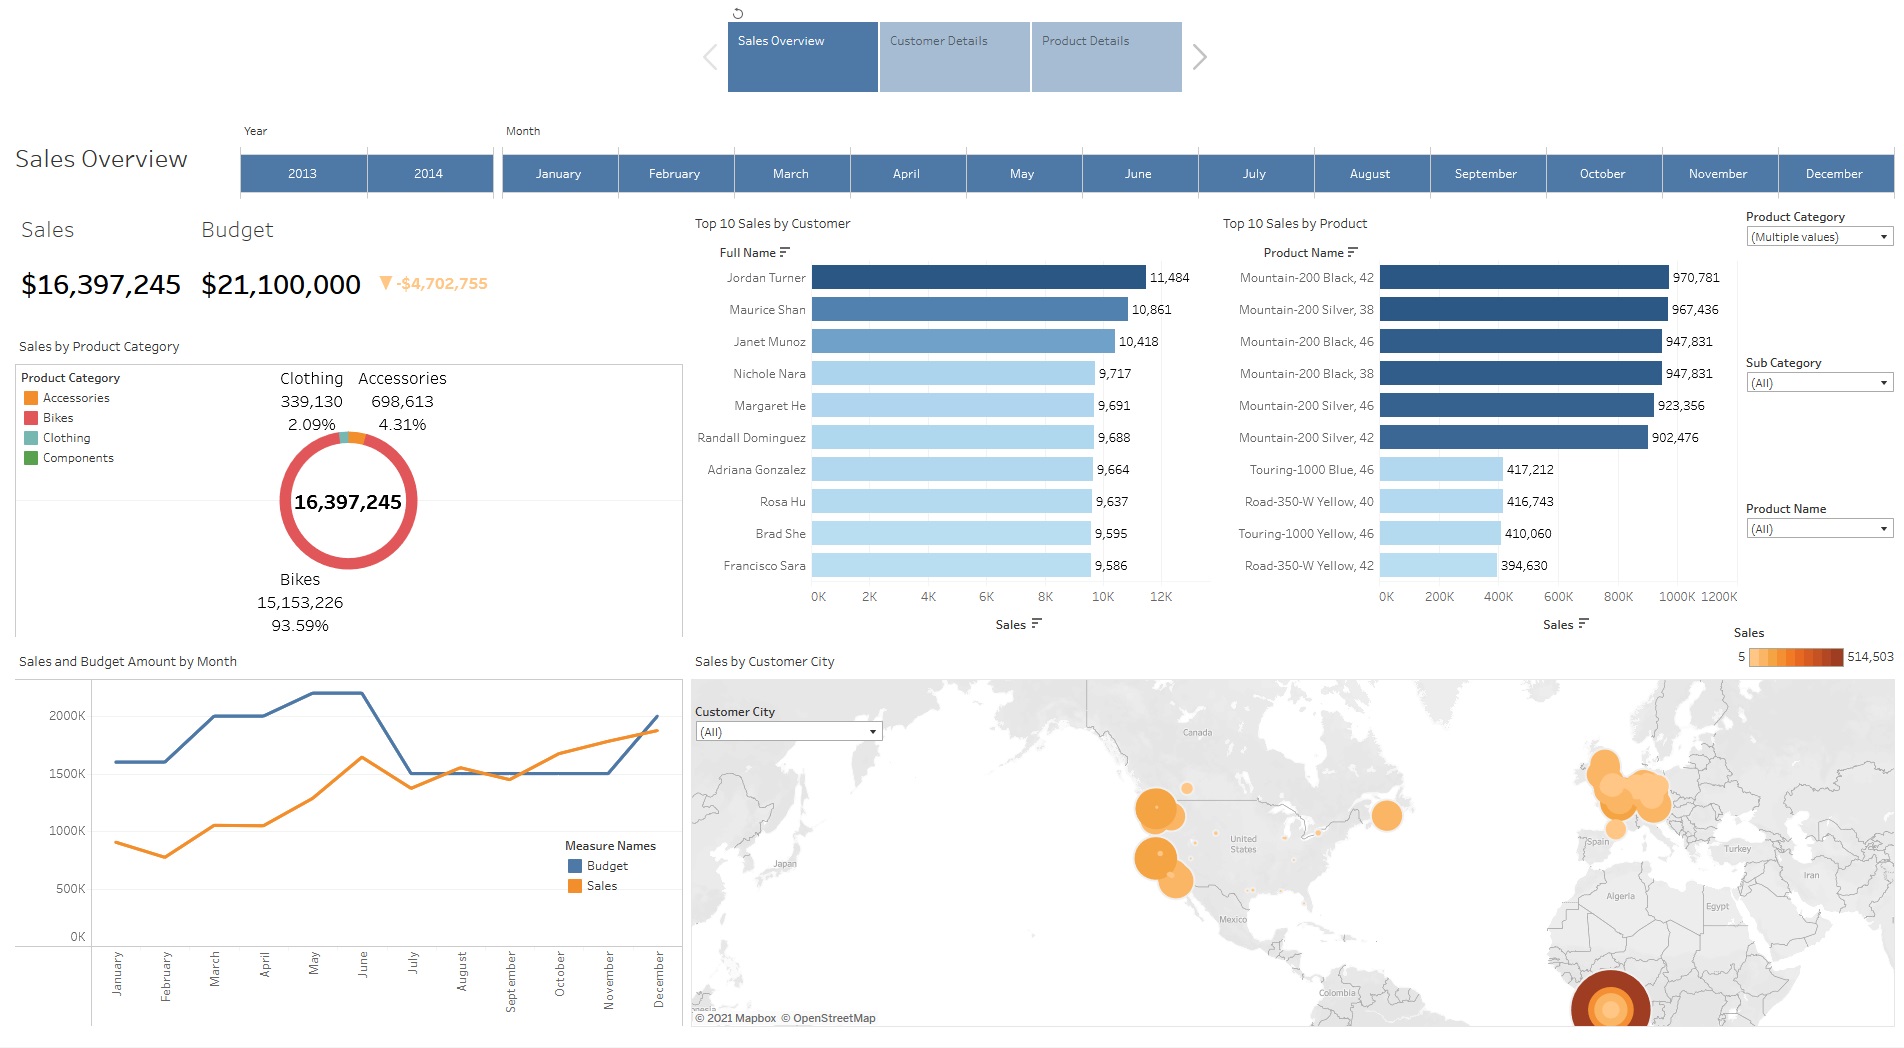 Sales Overview
Customer Details
Product Details
Year
Month
Sales Overview
2013
2014
January
February
March
April
May
June
July
August
September
October
November
December
Sales
Budget
$16,397,245
$21,100,000
▼ -$4,702,755
Sales by Product Category
Product Category
Accessories
Bikes
Clothing
Components
Clothing
339,130
2.09%
Accessories
698,613
4.31%
16,397,245
Bikes
15,153,226
93.59%
Top 10 Sales by Customer
Full Name
Jordan Turner 11,484
Maurice Shan 10,861
Janet Munoz 10,418
Nichole Nara 9,717
Margaret He 9,691
Randall Dominguez 9,688
Adriana Gonzalez 9,664
Rosa Hu 9,637
Brad She 9,595
Francisco Sara 9,586
0K 2K 4K 6K 8K 10K 12K
Sales
Top 10 Sales by Product
Product Name
Mountain-200 Black, 42 970,781
Mountain-200 Silver, 38 967,436
Mountain-200 Black, 46 947,831
Mountain-200 Black, 38 947,831
Mountain-200 Silver, 46 923,356
Mountain-200 Silver, 42 902,476
Touring-1000 Blue, 46 417,212
Road-350-W Yellow, 40 416,743
Touring-1000 Yellow, 46 410,060
Road-350-W Yellow, 42 394,630
0K 200K 400K 600K 800K 1000K 1200K
Sales
Product Category
(Multiple values)
Sub Category
(All)
Product Name
(All)
Sales
5 514,503
Sales and Budget Amount by Month
2000K
1500K
1000K
500K
0K
Measure Names
Budget
Sales
January
February
March
April
May
June
July
August
September
October
November
December
Sales by Customer City
Customer City
(All)
Canada
United
States
Mexico
Colombia
Japan
Spain
Turkey
Iran
Algeria
Egypt
© 2021 Mapbox © OpenStreetMap